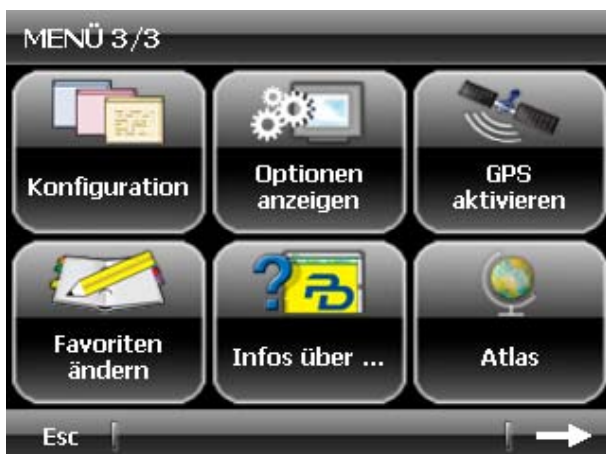 MENÜ 3/3
Konfiguration
Optionen
anzeigen
GPS
aktivieren
Favoriten
ändern
Infos über ...
Atlas
Esc